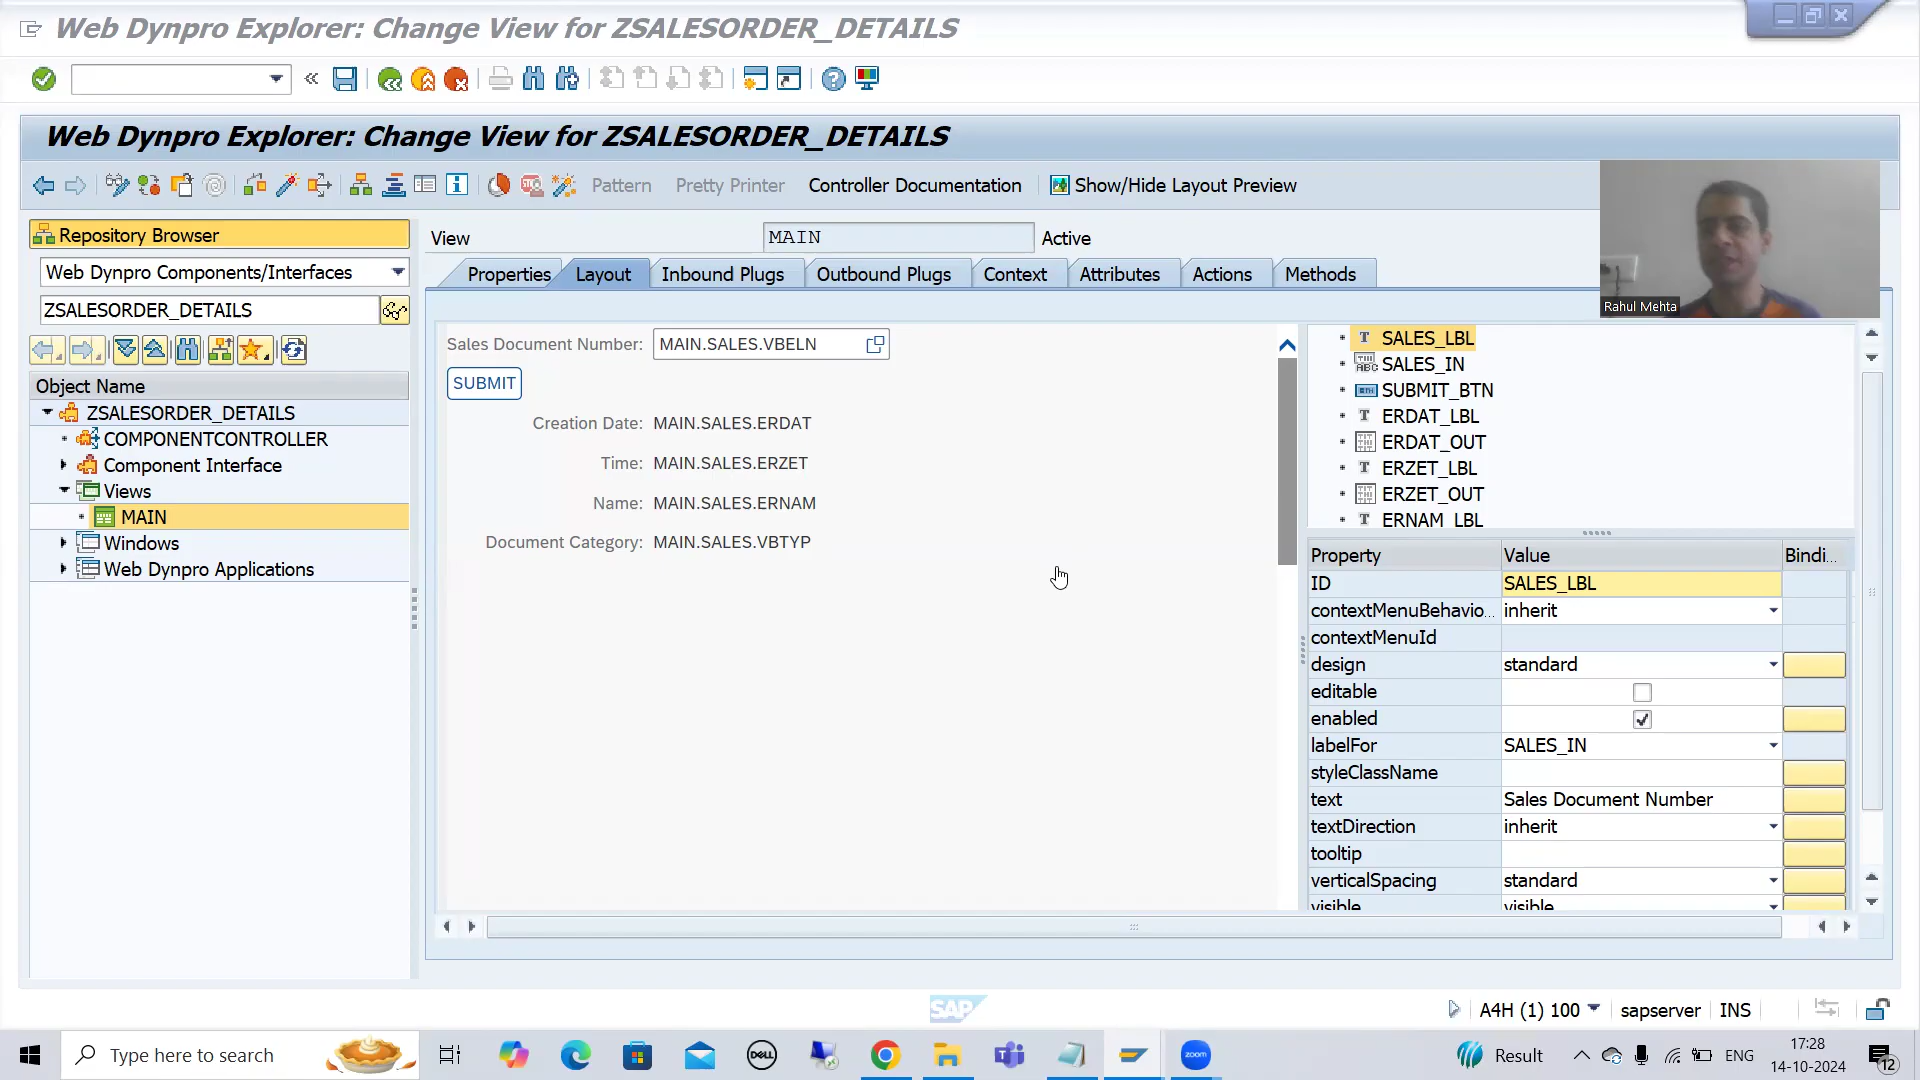 Web Dynpro Explorer: Change View for ZSALESORDER_DETAILS
Web Dynpro Explorer: Change View for ZSALESORDER_DETAILS
Pattern
Pretty Printer
Controller Documentation
Show/Hide Layout Preview
Rahul Mehta
Repository Browser
Web Dynpro Components/Interfaces
ZSALESORDER_DETAILS
Object Name
ZSALESORDER_DETAILS
COMPONENTCONTROLLER
Component Interface
Views
MAIN
Windows
Web Dynpro Applications
View
MAIN
Active
Properties
Layout
Inbound Plugs
Outbound Plugs
Context
Attributes
Actions
Methods
Sales Document Number:
MAIN.SALES.VBELN
SUBMIT
Creation Date:
MAIN.SALES.ERDAT
Time:
MAIN.SALES.ERZET
Name:
MAIN.SALES.ERNAM
Document Category:
MAIN.SALES.VBTYP
SALES_LBL
SALES_IN
SUBMIT_BTN
ERDAT_LBL
ERDAT_OUT
ERZET_LBL
ERZET_OUT
ERNAM_LBL
Property
Value
Bindi...
ID
SALES_LBL
contextMenuBehavio...
inherit
contextMenuId
design
standard
editable
enabled
labelFor
SALES_IN
styleClassName
text
Sales Document Number
textDirection
inherit
tooltip
verticalSpacing
standard
visible
visible
SAP
A4H (1) 100
sapserver
INS
Type here to search
DELL
zoom
Result
ENG
17:28
14-10-2024
12